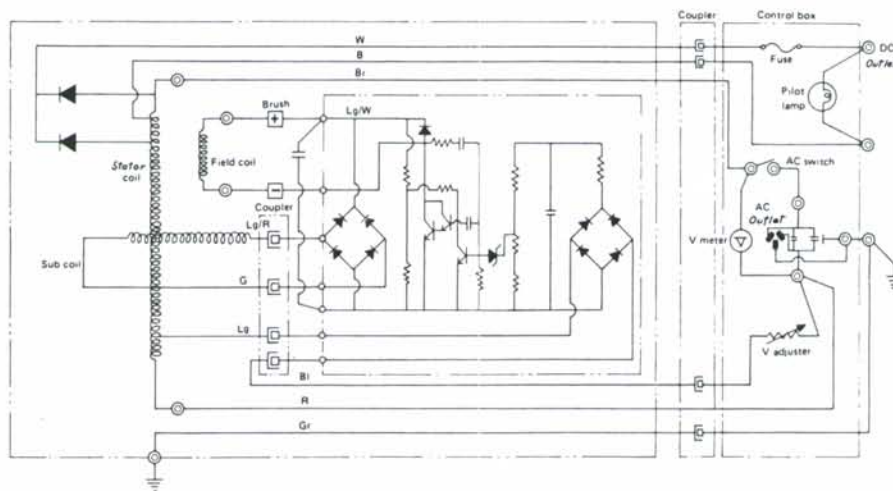 Coupler
Control box
W
B
Br
Fuse
DC
Outlet
Pilot
lamp
Brush
+
Lg/W
Stator
coil
Field coil
-
Coupler
Lg/R
AC switch
AC
Outlet
V meter
V
Sub coil
G
Lg
V adjuster
Bl
R
Gr